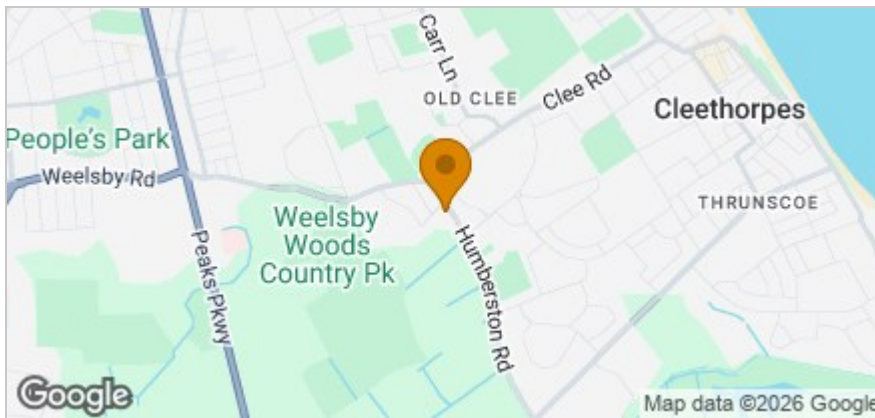 Carr Ln
OLD CLEE
Clee Rd
Cleethorpes
People's Park
Weelsby Rd
THRUNSCOE
Weelsby
Woods
Country Pk
Peaks Pkwy
Humberston Rd
Google
Map data ©2026 Google